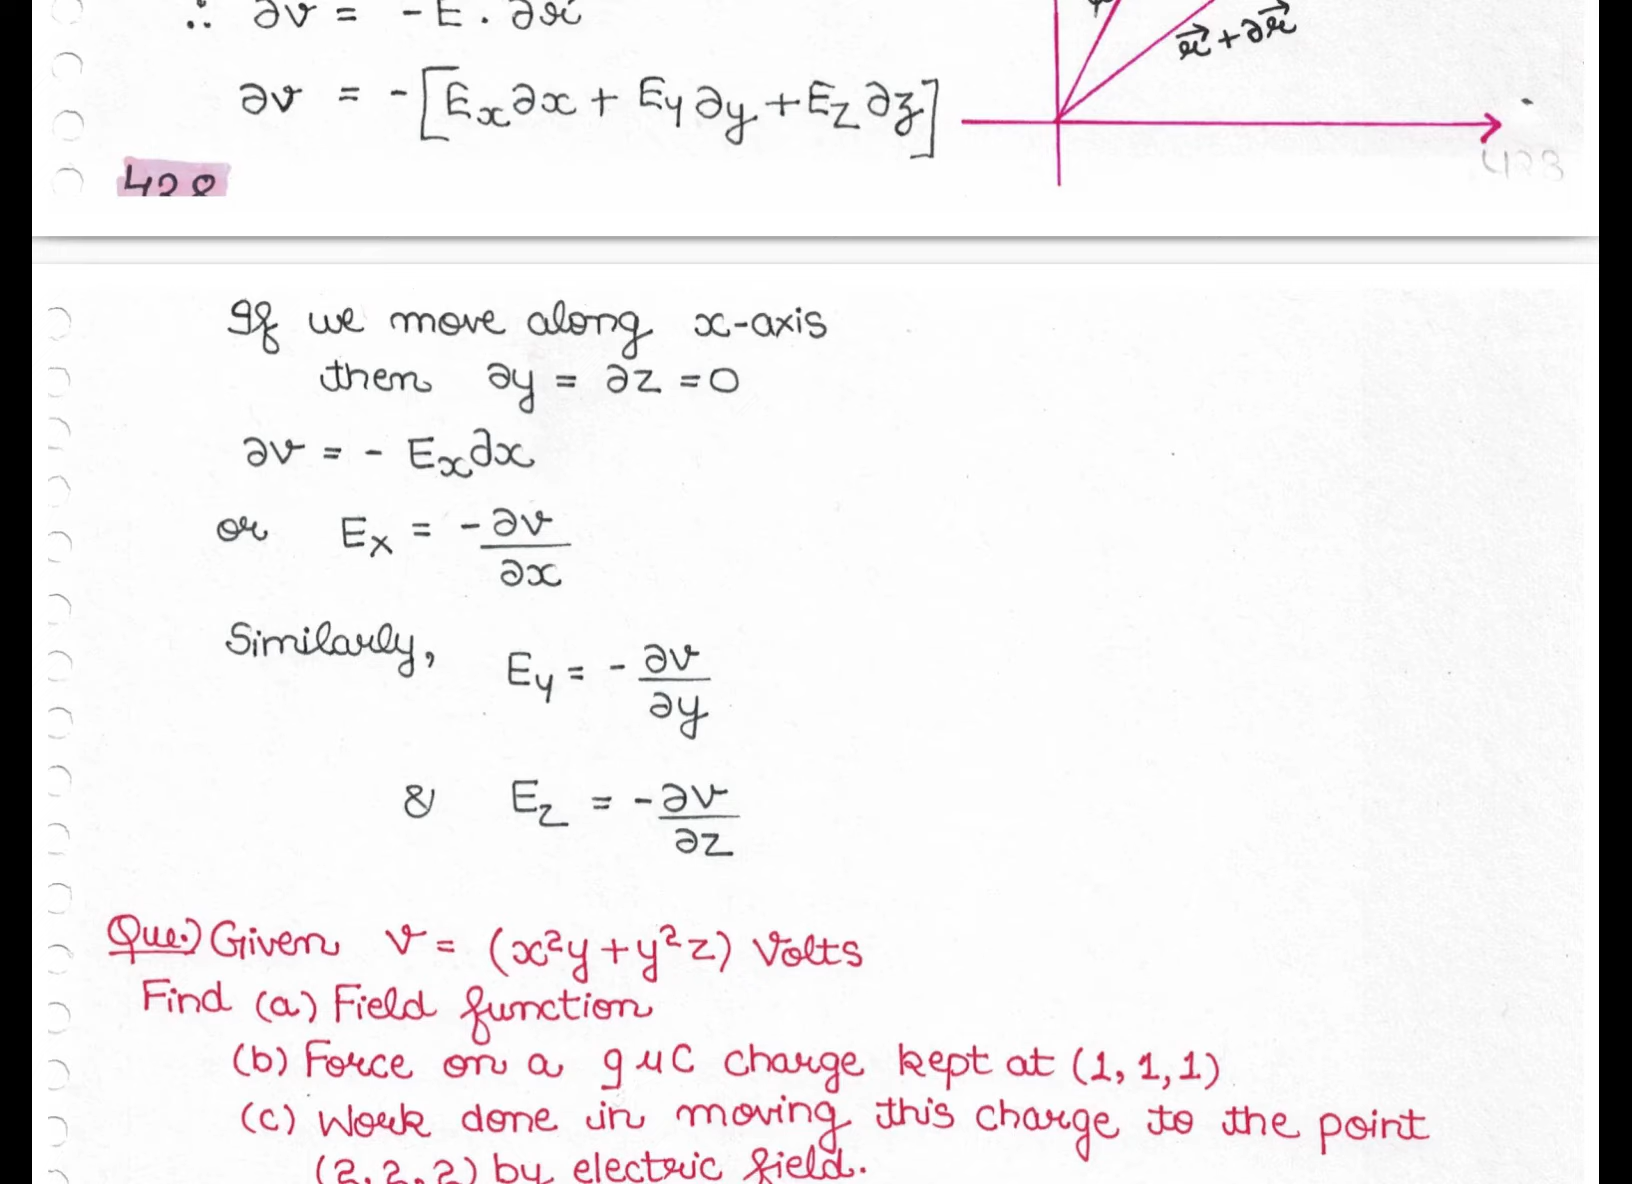 ∴ ∂v = - E . ∂r
∂v = - [Ex∂x + Ey∂y + Ez∂z]
r⃗ + ∂r⃗
428
If we move along x-axis
then ∂y = ∂z = 0
∂v = - Ex∂x
or Ex = -∂v/∂x
Similarly, Ey = - ∂v/∂y
& Ez = -∂v/∂z
Que:) Given v = (x²y + y²z) Volts
Find (a) Field function
(b) Force on a 9 μC charge kept at (1, 1, 1)
(c) Work done in moving this charge to the point
(2, 2, 2) by electric field.